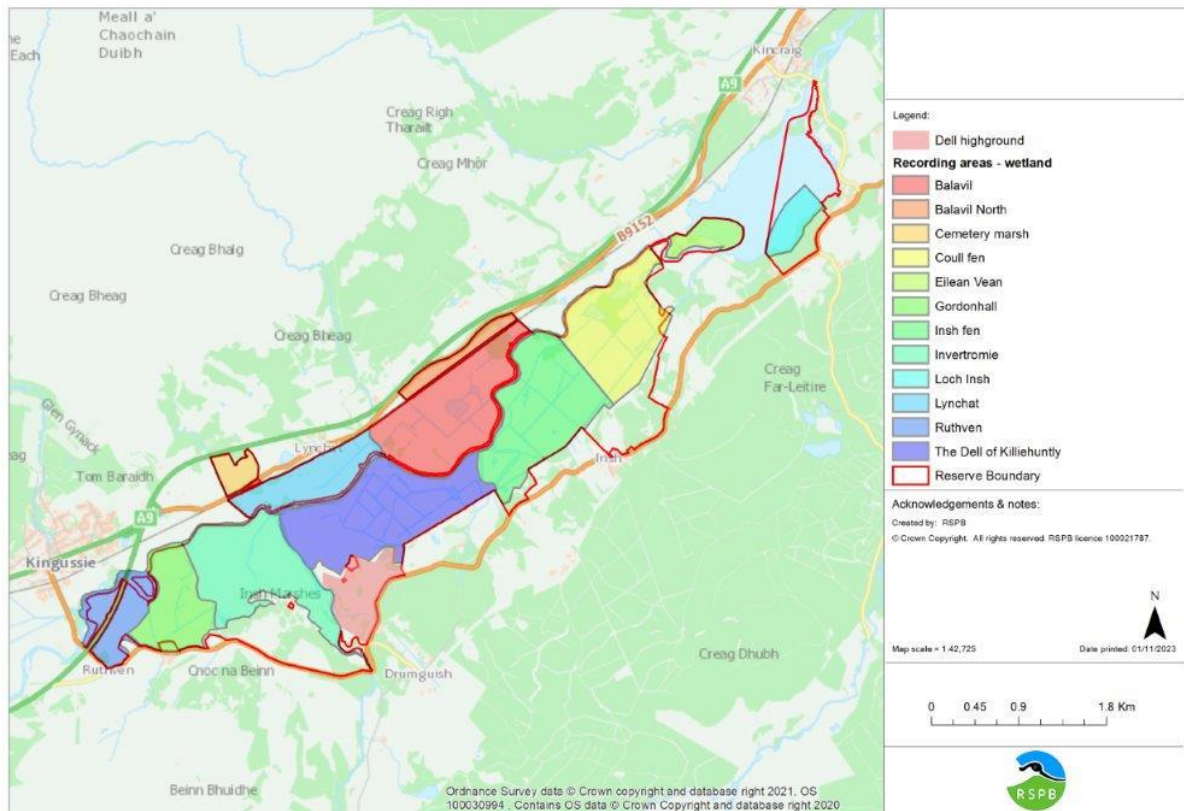 Meall a'
Chaochain
Duibh
Each
Kincraig
A9
Creag Righ
Tharailt
Creag Mhòr
B9152
Creag Bhalg
Creag Bheag
Creag Bheag
Creag
Far-Leitire
Glen Gynack
Lynchat
Insh
Tom Baraidh
A9
Kingussie
Insh Marshes
Ruthven
Cnoc na Beinn
Drumguish
Creag Dhubh
Beinn Bhuidhe
Ordnance Survey data © Crown copyright and database right 2021. OS
100030994 . Contains OS data © Crown Copyright and database right 2020
Legend:
Dell highground
Recording areas - wetland
Balavil
Balavil North
Cemetery marsh
Coull fen
Eilean Vean
Gordonhall
Insh fen
Invertromie
Loch Insh
Lynchat
Ruthven
The Dell of Killiehuntly
Reserve Boundary
Acknowledgements & notes:
Created by: RSPB
© Crown Copyright. All rights reserved. RSPB licence 100021787.
N
Map scale = 1:42,725
Date printed: 01/11/2023
0 0.45 0.9 1.8 Km
RSPB